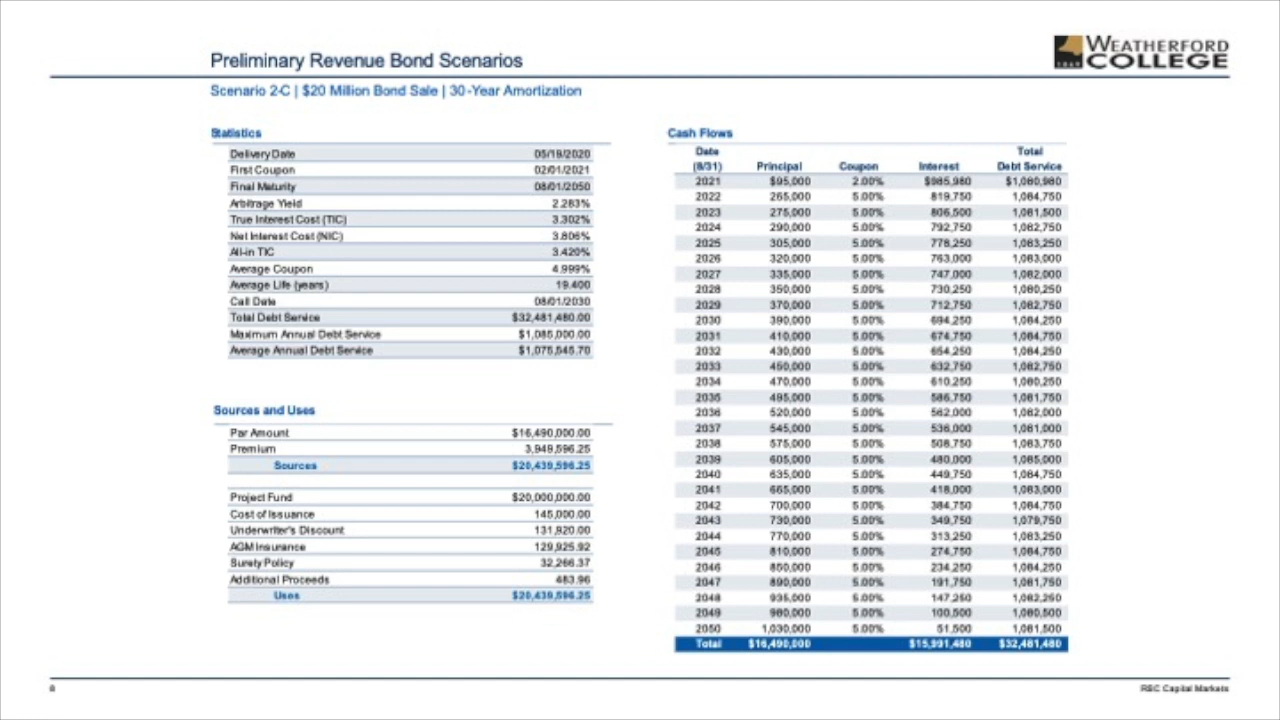 WEATHERFORD
COLLEGE
1869
Preliminary Revenue Bond Scenarios
Scenario 2-C | $20 Million Bond Sale | 30-Year Amortization
Statistics
Delivery Date 05/19/2020
First Coupon 02/01/2021
Final Maturity 08/01/2050
Arbitrage Yield 2.283%
True Interest Cost (TIC) 3.302%
Net Interest Cost (NIC) 3.806%
All-in TIC 3.420%
Average Coupon 4.999%
Average Life (years) 19.400
Call Date 08/01/2030
Total Debt Service $32,481,480.00
Maximum Annual Debt Service $1,085,000.00
Average Annual Debt Service $1,075,545.70
Sources and Uses
Par Amount $16,490,000.00
Premium 3,949,596.25
Sources $20,439,596.25
Project Fund $20,000,000.00
Cost of Issuance 145,000.00
Underwriter's Discount 131,920.00
AGM Insurance 129,925.92
Surety Policy 32,266.37
Additional Proceeds 483.96
Uses $20,439,596.25
Cash Flows
Date Total
(8/31) Principal Coupon Interest Debt Service
2021 $95,000 2.00% $985,980 $1,080,980
2022 265,000 5.00% 819,750 1,084,750
2023 275,000 5.00% 806,500 1,081,500
2024 290,000 5.00% 792,750 1,082,750
2025 305,000 5.00% 778,250 1,083,250
2026 320,000 5.00% 763,000 1,083,000
2027 335,000 5.00% 747,000 1,082,000
2028 350,000 5.00% 730,250 1,080,250
2029 370,000 5.00% 712,750 1,082,750
2030 390,000 5.00% 694,250 1,084,250
2031 410,000 5.00% 674,750 1,084,750
2032 430,000 5.00% 654,250 1,084,250
2033 450,000 5.00% 632,750 1,082,750
2034 470,000 5.00% 610,250 1,080,250
2035 495,000 5.00% 586,750 1,081,750
2036 520,000 5.00% 562,000 1,082,000
2037 545,000 5.00% 536,000 1,081,000
2038 575,000 5.00% 508,750 1,083,750
2039 605,000 5.00% 480,000 1,085,000
2040 635,000 5.00% 449,750 1,084,750
2041 665,000 5.00% 418,000 1,083,000
2042 700,000 5.00% 384,750 1,084,750
2043 730,000 5.00% 349,750 1,079,750
2044 770,000 5.00% 313,250 1,083,250
2045 810,000 5.00% 274,750 1,084,750
2046 850,000 5.00% 234,250 1,084,250
2047 890,000 5.00% 191,750 1,081,750
2048 935,000 5.00% 147,250 1,082,250
2049 980,000 5.00% 100,500 1,080,500
2050 1,030,000 5.00% 51,500 1,081,500
Total $16,490,000 $15,991,480 $32,481,480
RBC Capital Markets